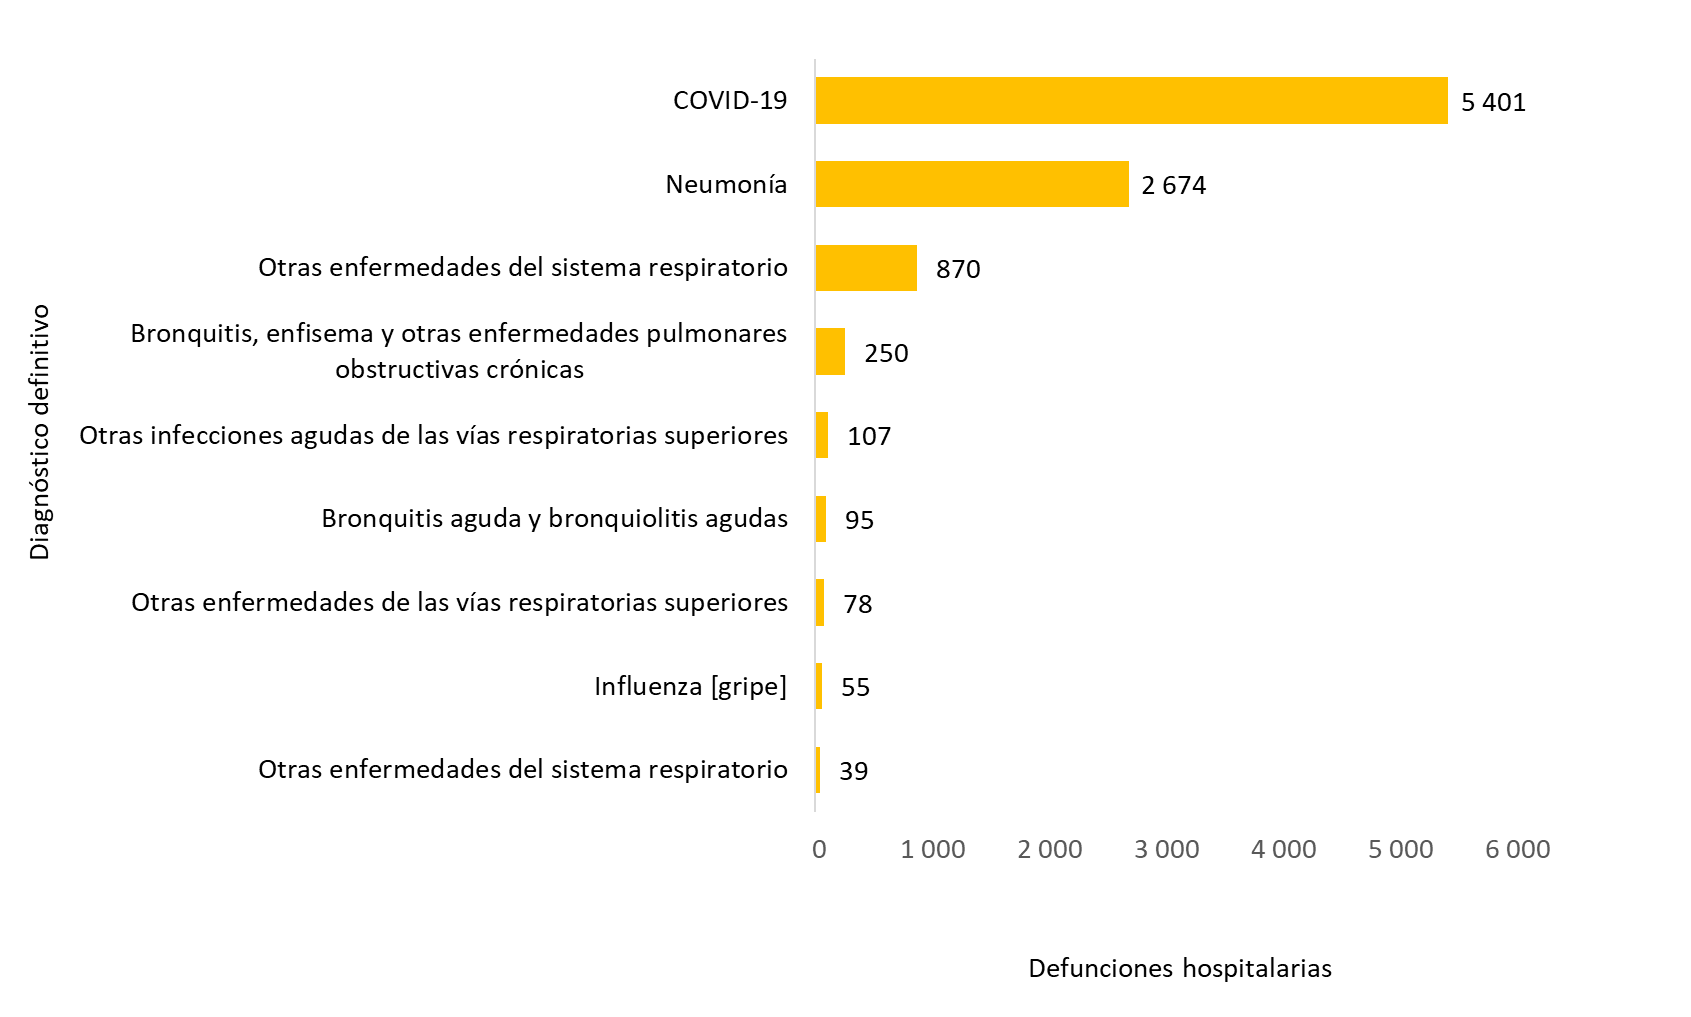 COVID-19
5 401
Neumonía
2 674
Otras enfermedades del sistema respiratorio
870
Bronquitis, enfisema y otras enfermedades pulmonares
obstructivas crónicas
250
Otras infecciones agudas de las vías respiratorias superiores
107
Bronquitis aguda y bronquiolitis agudas
95
Otras enfermedades de las vías respiratorias superiores
78
Influenza [gripe]
55
Otras enfermedades del sistema respiratorio
39
Diagnóstico definitivo
0 1 000 2 000 3 000 4 000 5 000 6 000
Defunciones hospitalarias